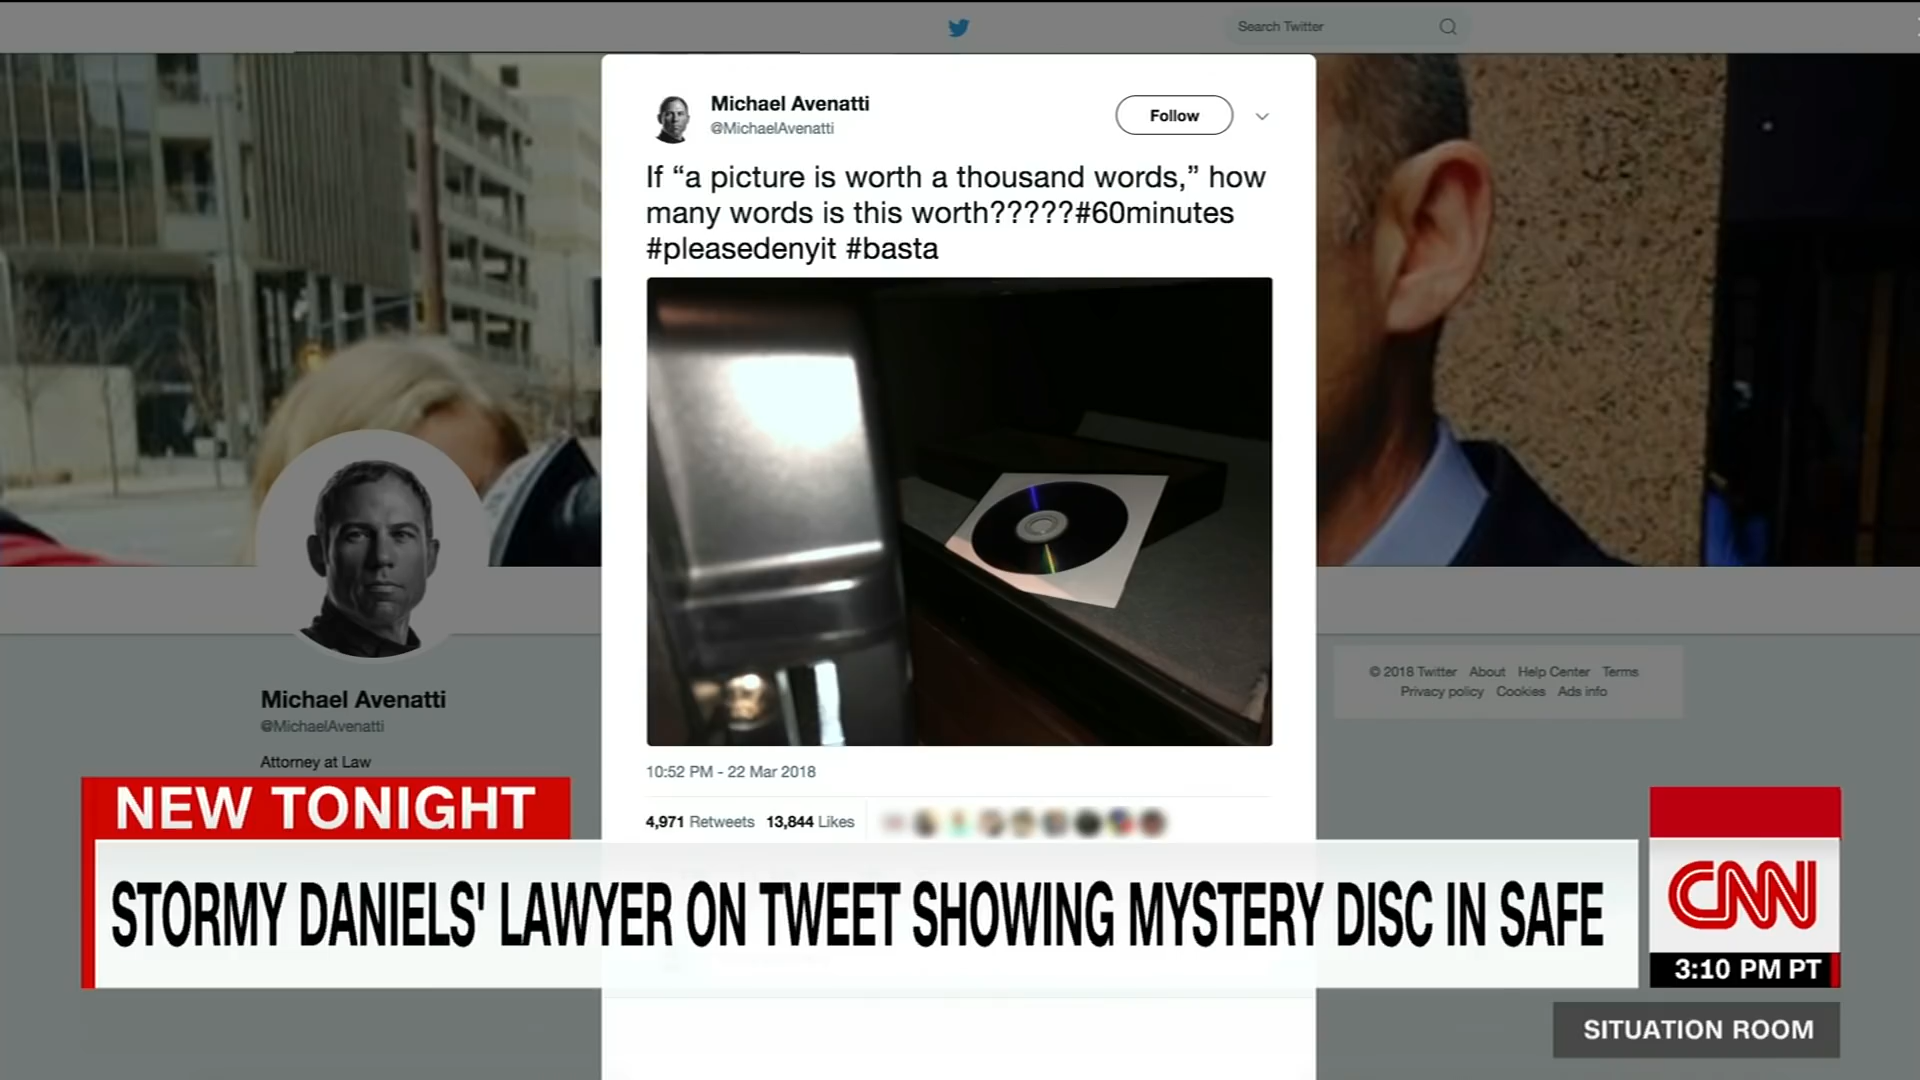 Search Twitter
Michael Avenatti
@MichaelAvenatti
Follow
If “a picture is worth a thousand words,” how
many words is this worth?????#60minutes
#pleasedenyit #basta
10:52 PM - 22 Mar 2018
4,971 Retweets 13,844 Likes
Michael Avenatti
@MichaelAvenatti
Attorney at Law
© 2018 Twitter About Help Center Terms
Privacy policy Cookies Ads info
NEW TONIGHT
STORMY DANIELS' LAWYER ON TWEET SHOWING MYSTERY DISC IN SAFE
CNN
3:10 PM PT
SITUATION ROOM